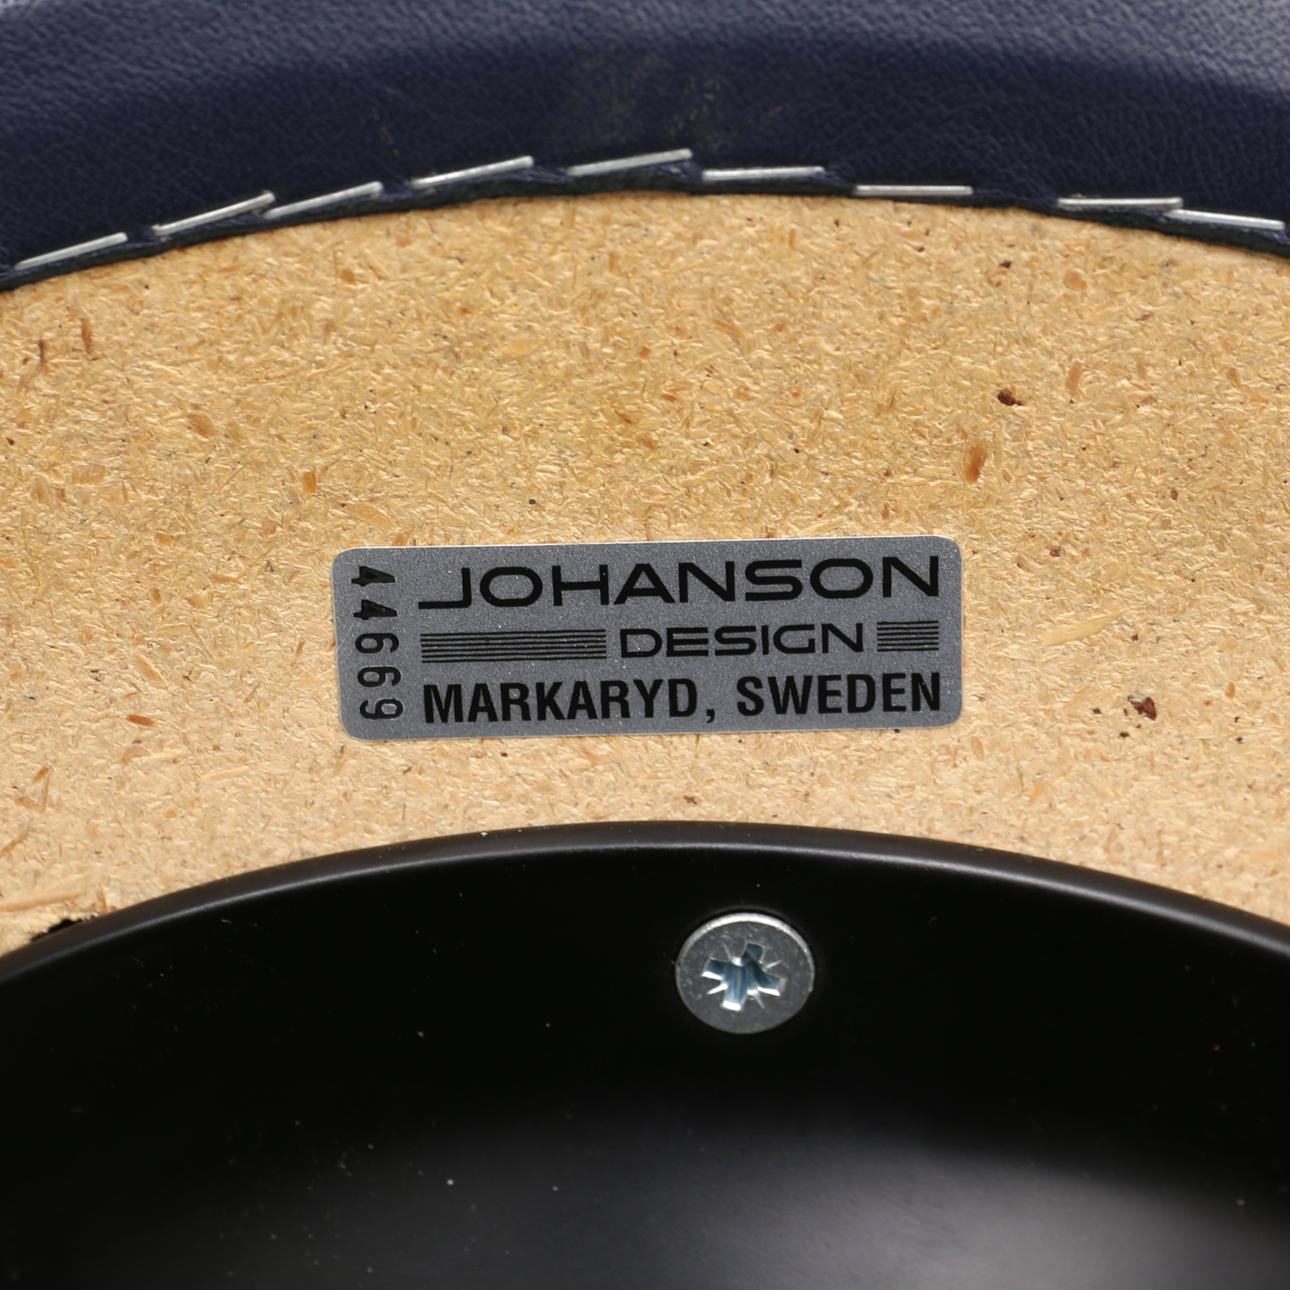 44669
JOHANSON
DESIGN
MARKARYD, SWEDEN